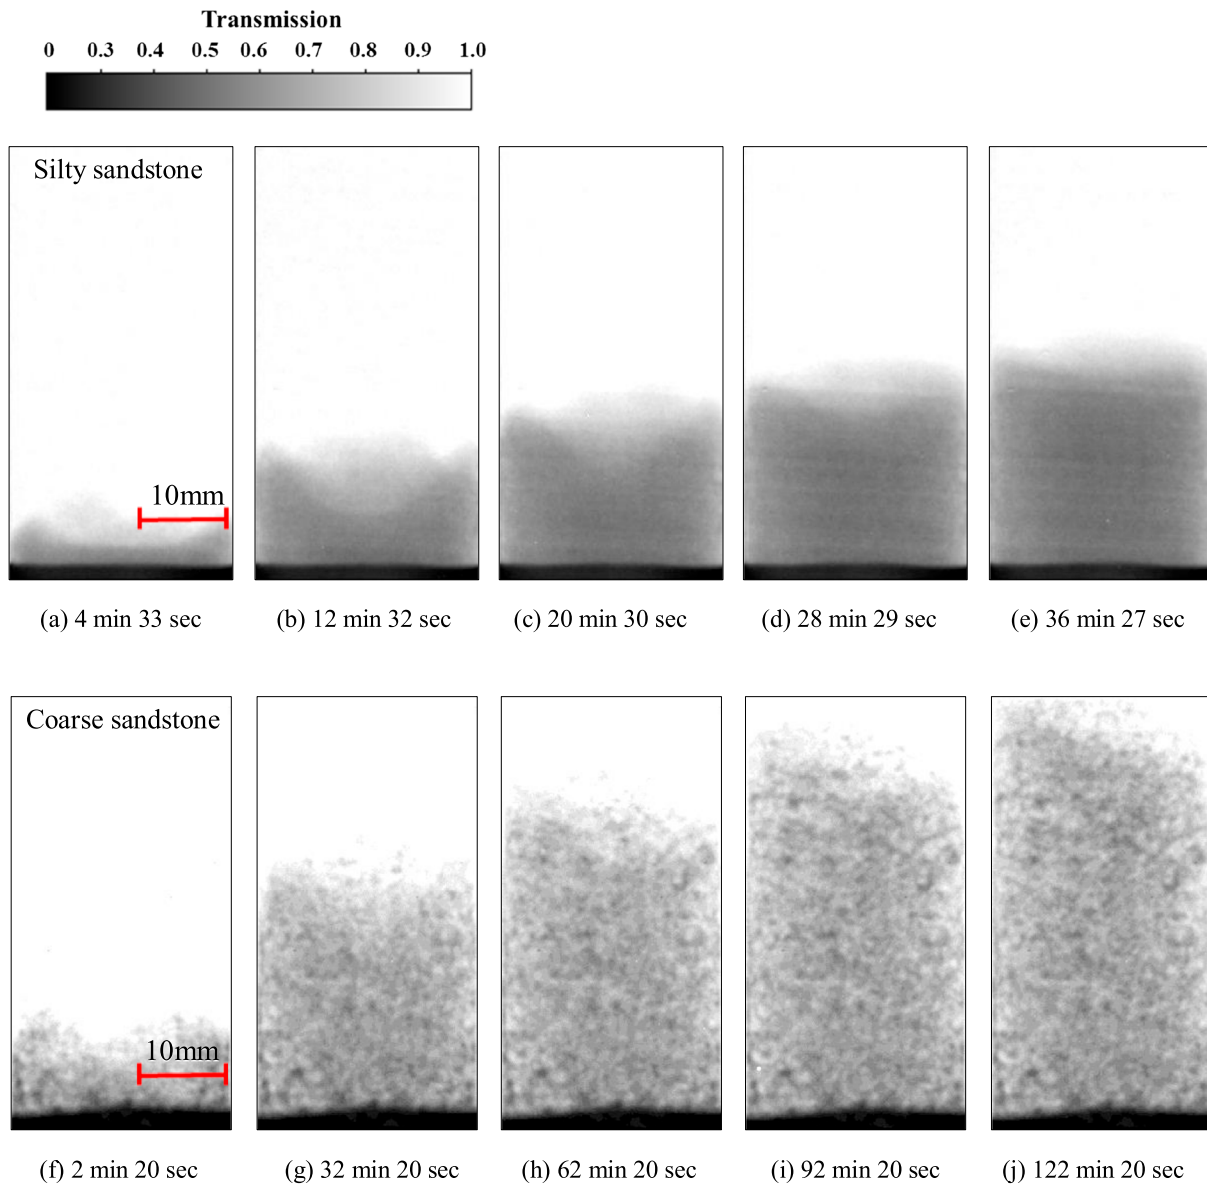 Transmission
0 0.3 0.4 0.5 0.6 0.7 0.8 0.9 1.0
Silty sandstone
10mm
(a) 4 min 33 sec (b) 12 min 32 sec (c) 20 min 30 sec (d) 28 min 29 sec (e) 36 min 27 sec
Coarse sandstone
10mm
(f) 2 min 20 sec (g) 32 min 20 sec (h) 62 min 20 sec (i) 92 min 20 sec (j) 122 min 20 sec